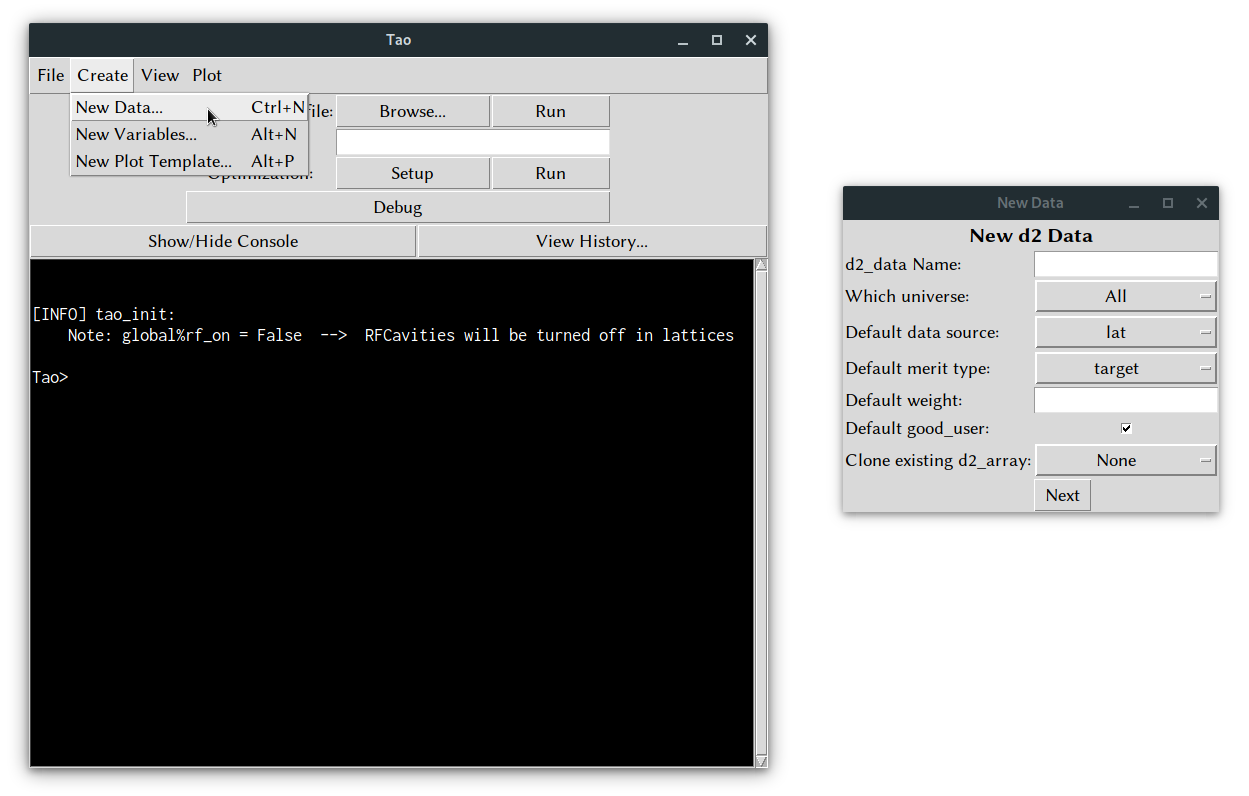 Tao
File Create View Plot
New Data... Ctrl+N
file: Browse... Run
New Variables... Alt+N
New Plot Template... Alt+P
Optimization: Setup Run
Debug
Show/Hide Console View History...
[INFO] tao_init:
Note: global%rf_on = False --> RFCavities will be turned off in lattices
Tao>
New Data
New d2 Data
d2_data Name:
Which universe: All
Default data source: lat
Default merit type: target
Default weight:
Default good_user:
Clone existing d2_array: None
Next